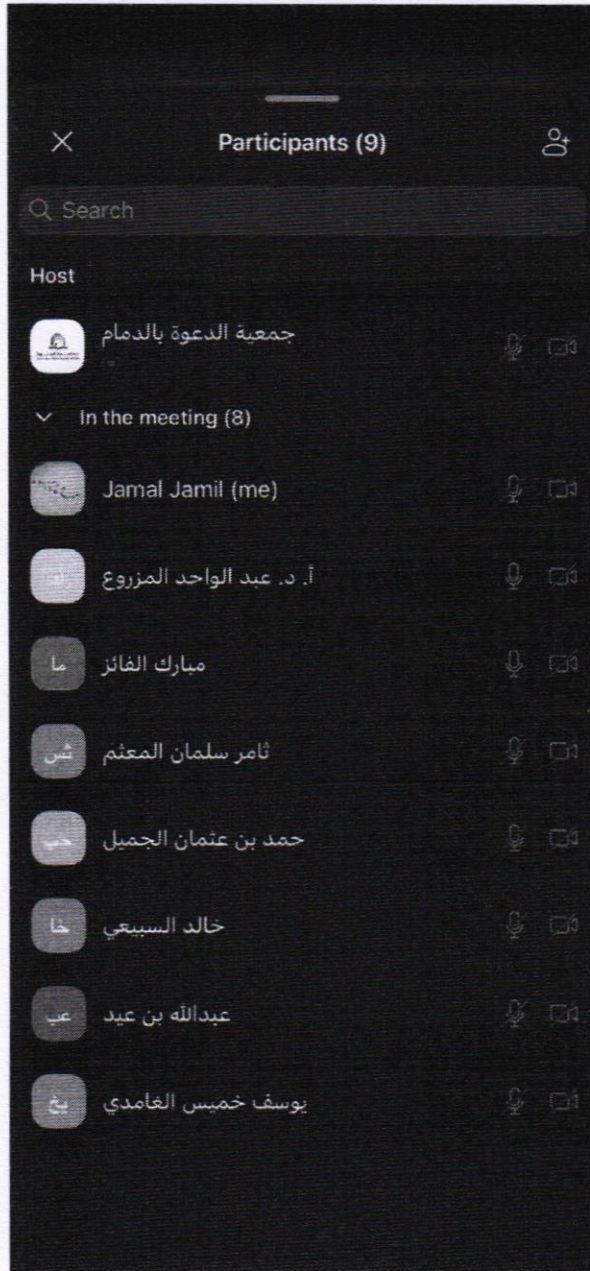 Participants (9)
Search
Host
جمعية الدعوة بالدمام
In the meeting (8)
Jamal Jamil (me)
أ. د. عبد الواحد المزروع
ما
مبارك الفائز
ثس
ثامر سلمان المعثم
حب
حمد بن عثمان الجميل
خا
خالد السبيعي
عب
عبدالله بن عيد
يخ
يوسف خميس الغامدي